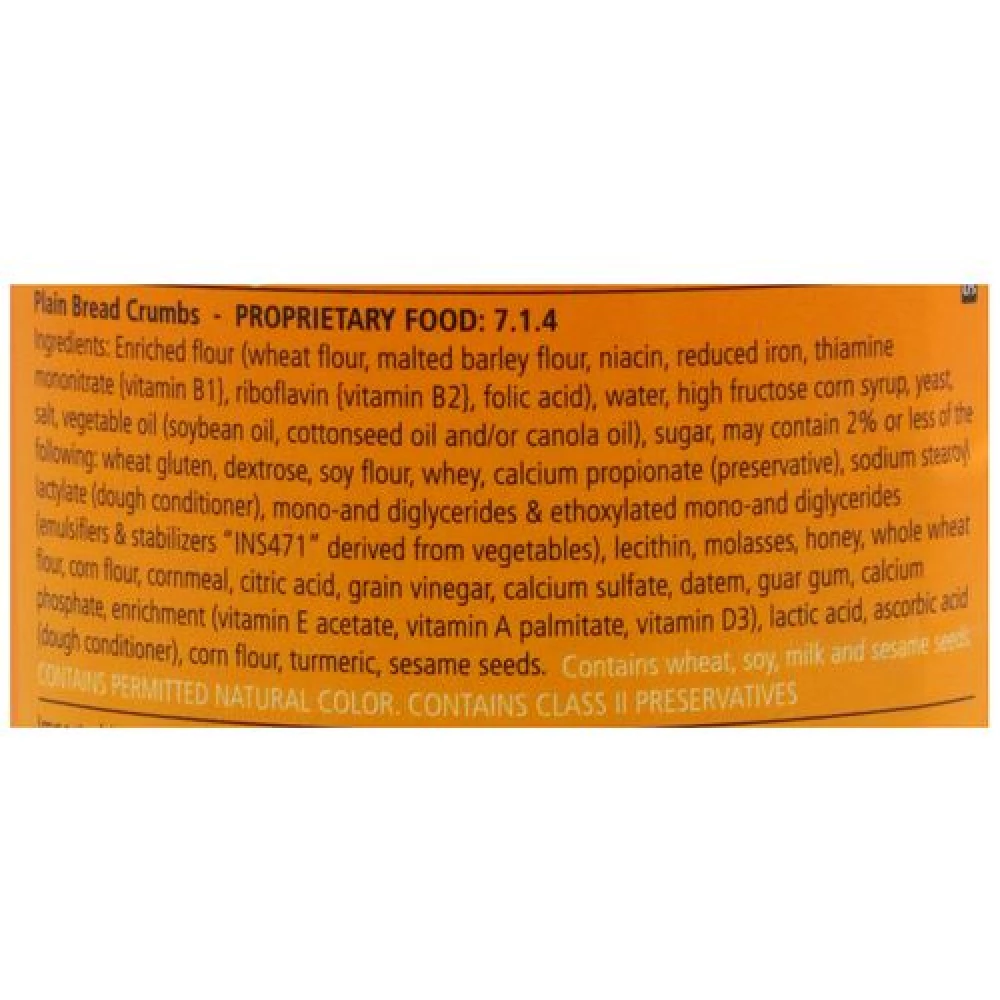 Plain Bread Crumbs - PROPRIETARY FOOD: 7.1.4
Ingredients: Enriched flour (wheat flour, malted barley flour, niacin, reduced iron, thiamine
mononitrate {vitamin B1}, riboflavin {vitamin B2}, folic acid), water, high fructose corn syrup, yeast,
salt, vegetable oil (soybean oil, cottonseed oil and/or canola oil), sugar, may contain 2% or less of the
following: wheat gluten, dextrose, soy flour, whey, calcium propionate (preservative), sodium stearoyl
lactylate (dough conditioner), mono-and diglycerides & ethoxylated mono-and diglycerides
(emulsifiers & stabilizers "INS471" derived from vegetables), lecithin, molasses, honey, whole wheat
flour, corn flour, cornmeal, citric acid, grain vinegar, calcium sulfate, datem, guar gum, calcium
phosphate, enrichment (vitamin E acetate, vitamin A palmitate, vitamin D3), lactic acid, ascorbic acid
(dough conditioner), corn flour, turmeric, sesame seeds. Contains wheat, soy, milk and sesame seeds.
CONTAINS PERMITTED NATURAL COLOR. CONTAINS CLASS II PRESERVATIVES